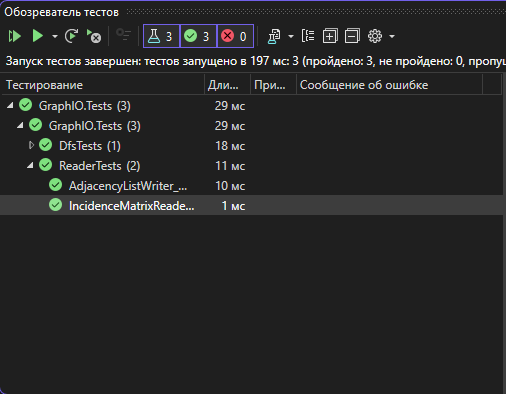 Обозреватель тестов
3 3 0
Запуск тестов завершен: тестов запущено в 197 мс: 3 (пройдено: 3, не пройдено: 0, пропу
Тестирование Дли... При... Сообщение об ошибке
GraphIO.Tests (3) 29 мс
GraphIO.Tests (3) 29 мс
DfsTests (1) 18 мс
ReaderTests (2) 11 мс
AdjacencyListWriter_... 10 мс
IncidenceMatrixReade... 1 мс